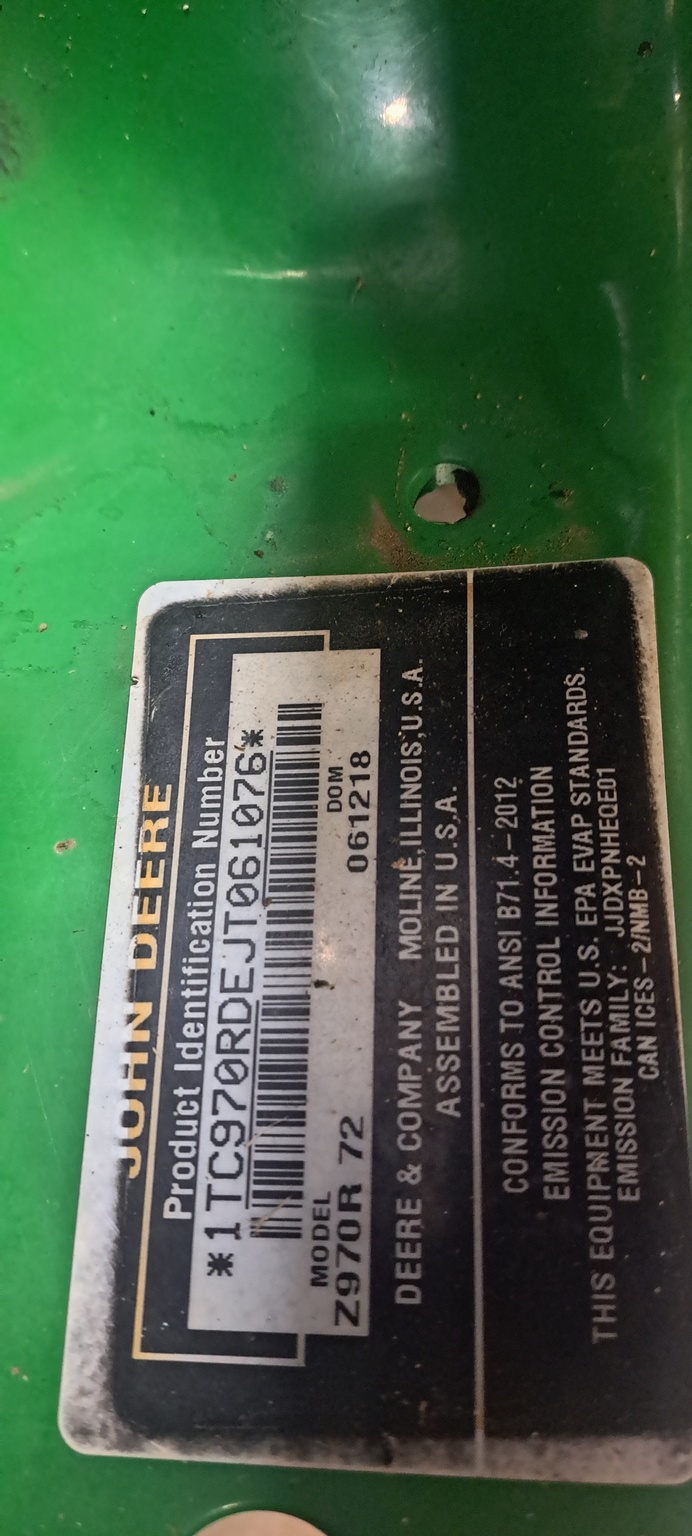 JOHN DEERE
Product Identification Number
*1TC970RDEJT061076*
MODEL DOM
Z970R 72 061218
DEERE & COMPANY MOLINE, ILLINOIS, U.S.A.
ASSEMBLED IN U.S.A.
CONFORMS TO ANSI B71.4-2012
EMISSION CONTROL INFORMATION
THIS EQUIPMENT MEETS U.S. EPA EVAP STANDARDS.
EMISSION FAMILY: JJDXPNHEQE01
CAN ICES-2/NMB-2